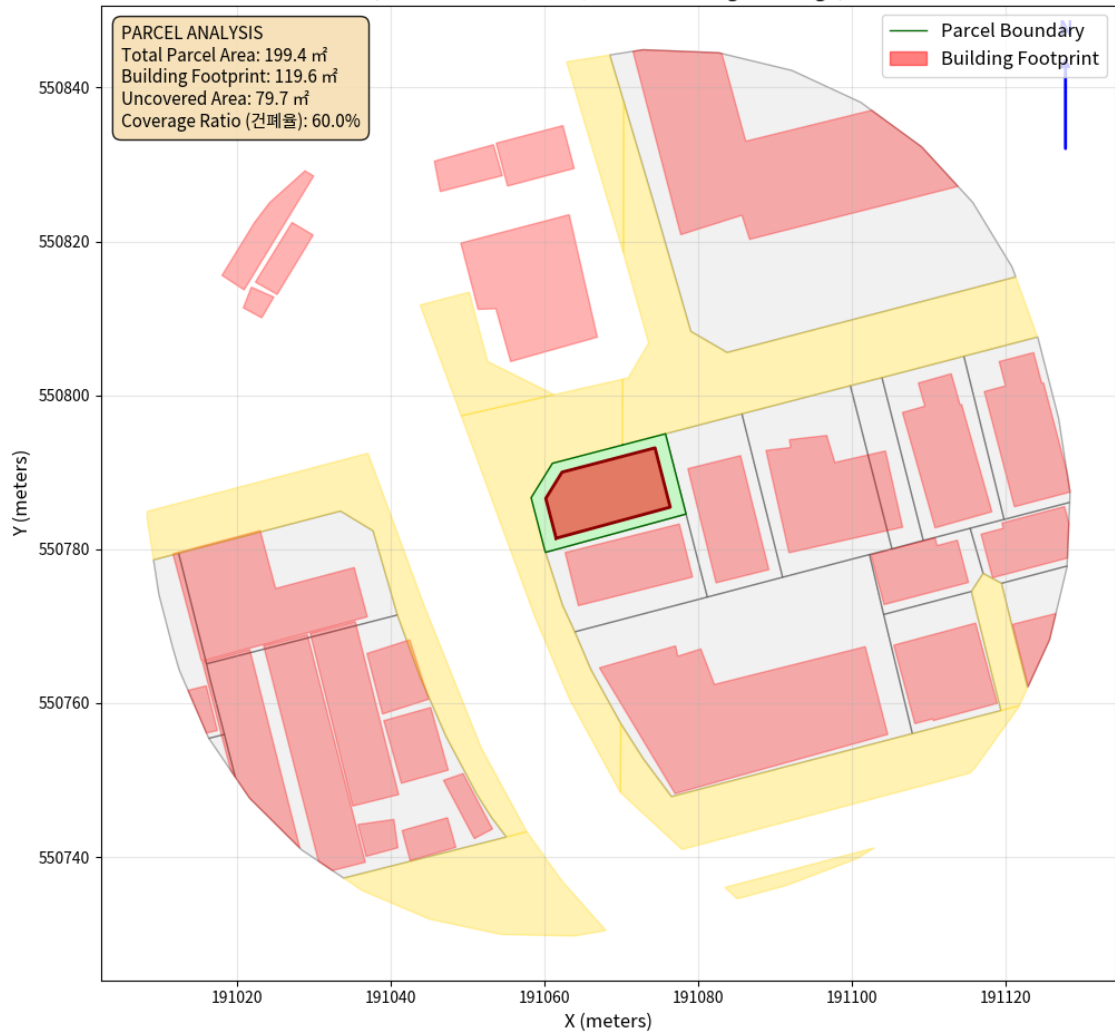 PARCEL ANALYSIS
Total Parcel Area: 199.4 ㎡
Building Footprint: 119.6 ㎡
Uncovered Area: 79.7 ㎡
Coverage Ratio (건폐율): 60.0%
Parcel Boundary
Building Footprint
N
Y (meters)
550840
550820
550800
550780
550760
550740
191020
191040
191060
191080
191100
191120
X (meters)